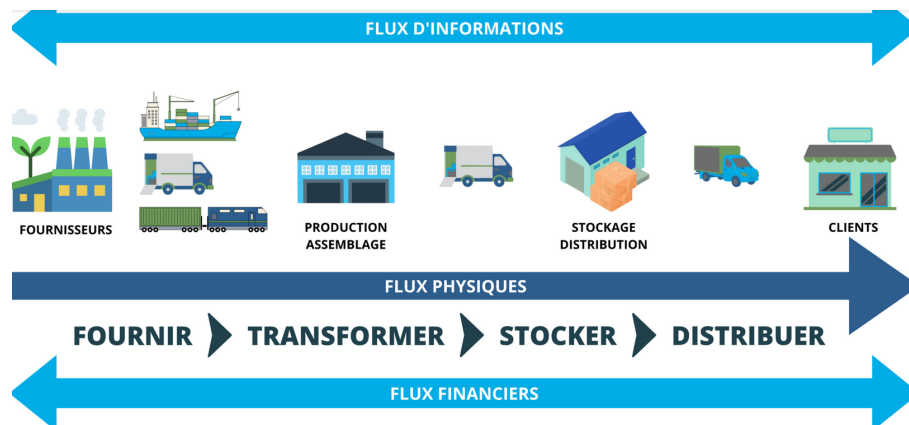 FLUX D'INFORMATIONS
FOURNISSEURS
PRODUCTION
ASSEMBLAGE
STOCKAGE
DISTRIBUTION
CLIENTS
FLUX PHYSIQUES
FOURNIR TRANSFORMER STOCKER DISTRIBUER
FLUX FINANCIERS